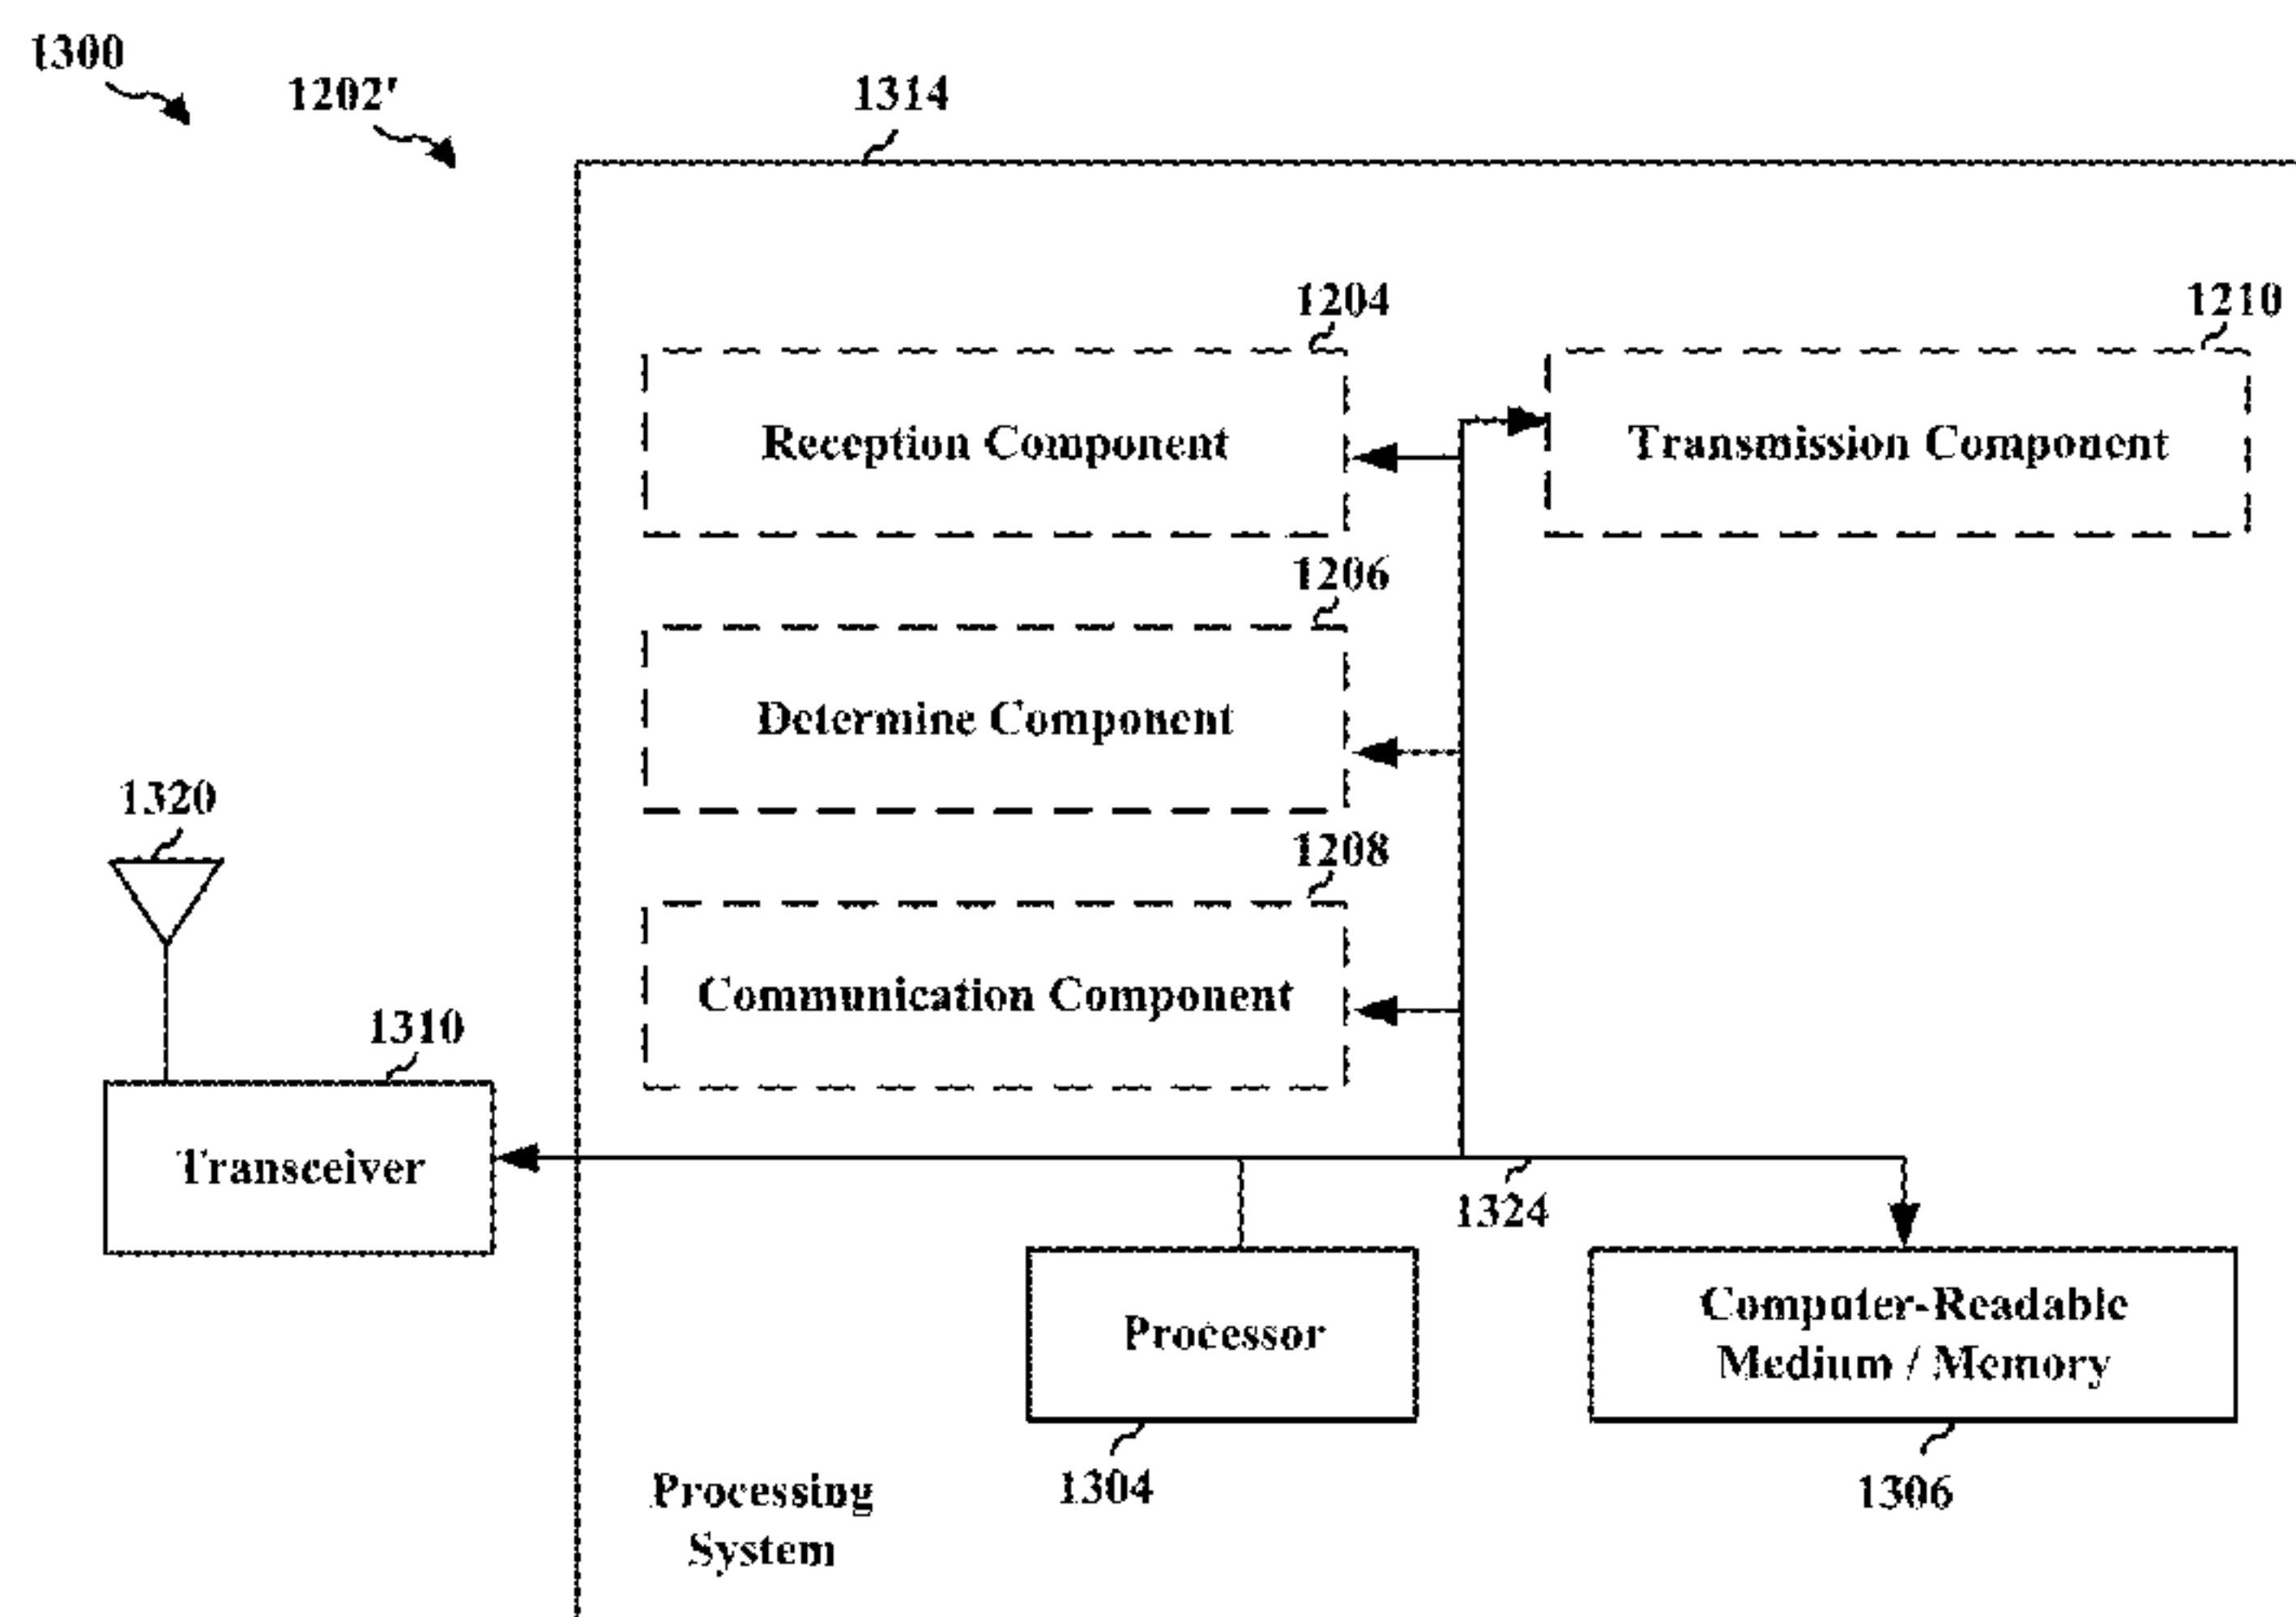 1300
1202'
1314
1204
1210
Reception Component
Transmission Component
1206
Determine Component
1320
1208
Communication Component
1310
Transceiver
1324
Processor
Computer-Readable
Medium / Memory
1304
1306
Processing
System